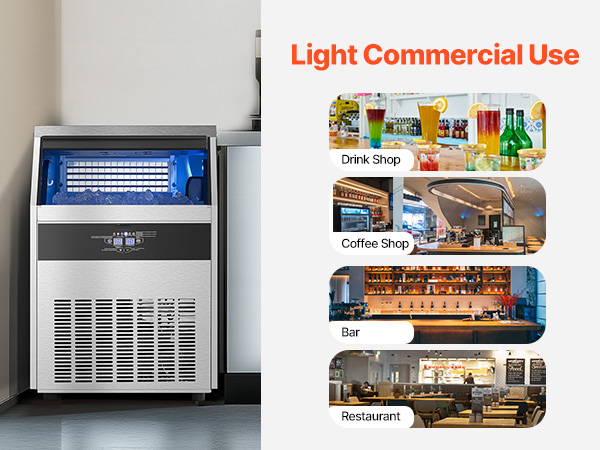 Light Commercial Use
Drink Shop
Coffee Shop
Bar
Restaurant